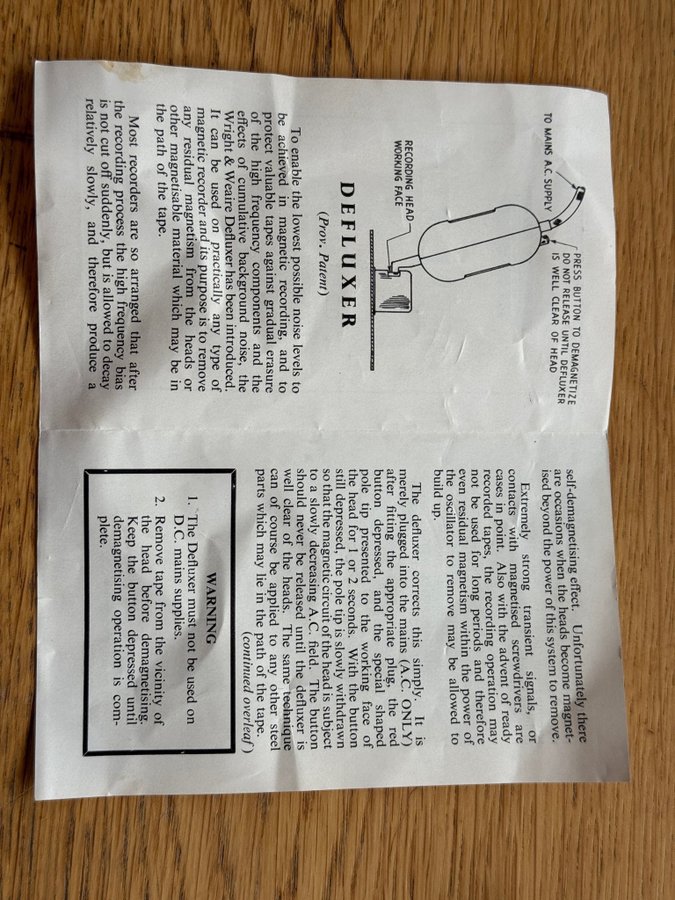 TO MAINS A.C. SUPPLY
PRESS BUTTON TO DEMAGNETIZE
DO NOT RELEASE UNTIL DEFLUXER
IS WELL CLEAR OF HEAD
RECORDING HEAD
WORKING FACE
DEFLUXER
(Prov. Patent)
To enable the lowest possible noise levels to
be achieved in magnetic recording, and to
protect valuable tapes against gradual erasure
of the high frequency components and the
effects of cumulative background noise, the
Wright & Weaire Defluxer has been introduced.
It can be used on practically any type of
magnetic recorder and its purpose is to remove
any residual magnetism from the heads or
other magnetisable material which may be in
the path of the tape.
Most recorders are so arranged that after
the recording process the high frequency bias
is not cut off suddenly, but is allowed to decay
relatively slowly, and therefore produce a
self-demagnetising effect. Unfortunately there
are occasions when the heads become magnet-
ised beyond the power of this system to remove.
Extremely strong transient signals, or
contacts with magnetised screwdrivers are
cases in point. Also with the advent of ready
recorded tapes, the recording operation may
not be used for long periods and therefore
even residual magnetism within the power of
the oscillator to remove may be allowed to
build up.
The defluxer corrects this simply. It is
merely plugged into the mains (A.C. ONLY)
after fitting the appropriate plug, the red
button depressed and the special shaped
pole tip presented to the working face of
the head for 1 or 2 seconds. With the button
still depressed, the pole tip is slowly withdrawn
so that the magnetic circuit of the head is subject
to a slowly decreasing A.C. field. The button
should never be released until the defluxer is
well clear of the heads. The same technique
can of course be applied to any other steel
parts which may lie in the path of the tape.
(continued overleaf)
WARNING
1. The Defluxer must not be used on
D.C. mains supplies.
2. Remove tape from the vicinity of
the head before demagnetising.
Keep the button depressed until
demagnetising operation is com-
plete.